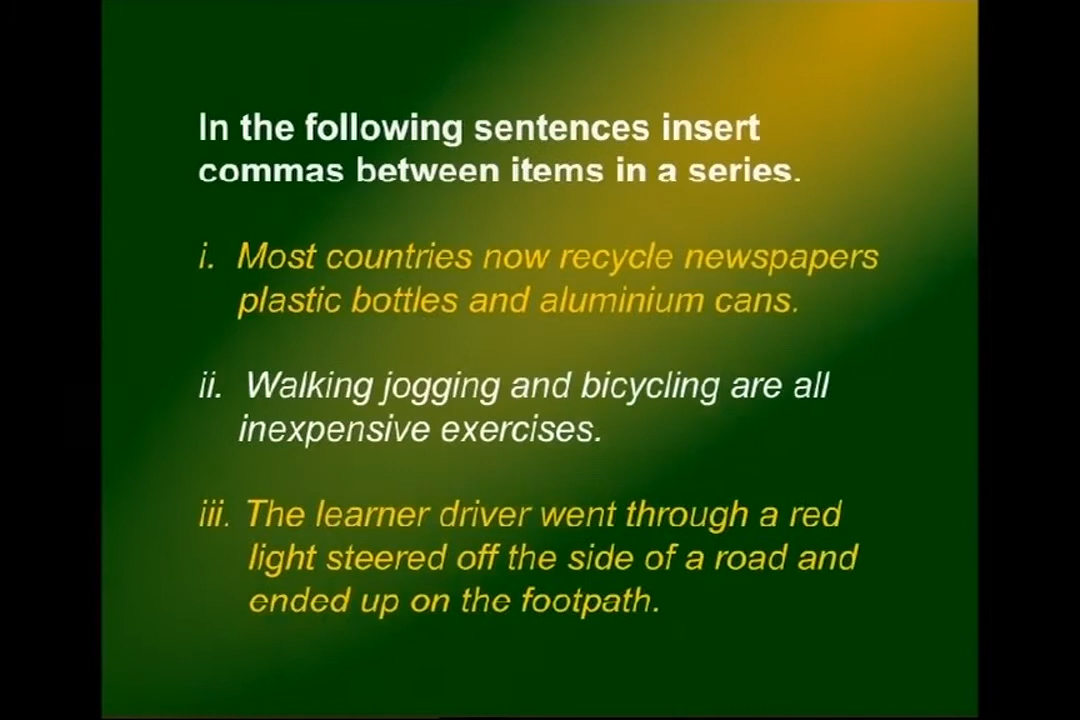 In the following sentences insert
commas between items in a series.
i. Most countries now recycle newspapers
plastic bottles and aluminium cans.
ii. Walking jogging and bicycling are all
inexpensive exercises.
iii. The learner driver went through a red
light steered off the side of a road and
ended up on the footpath.